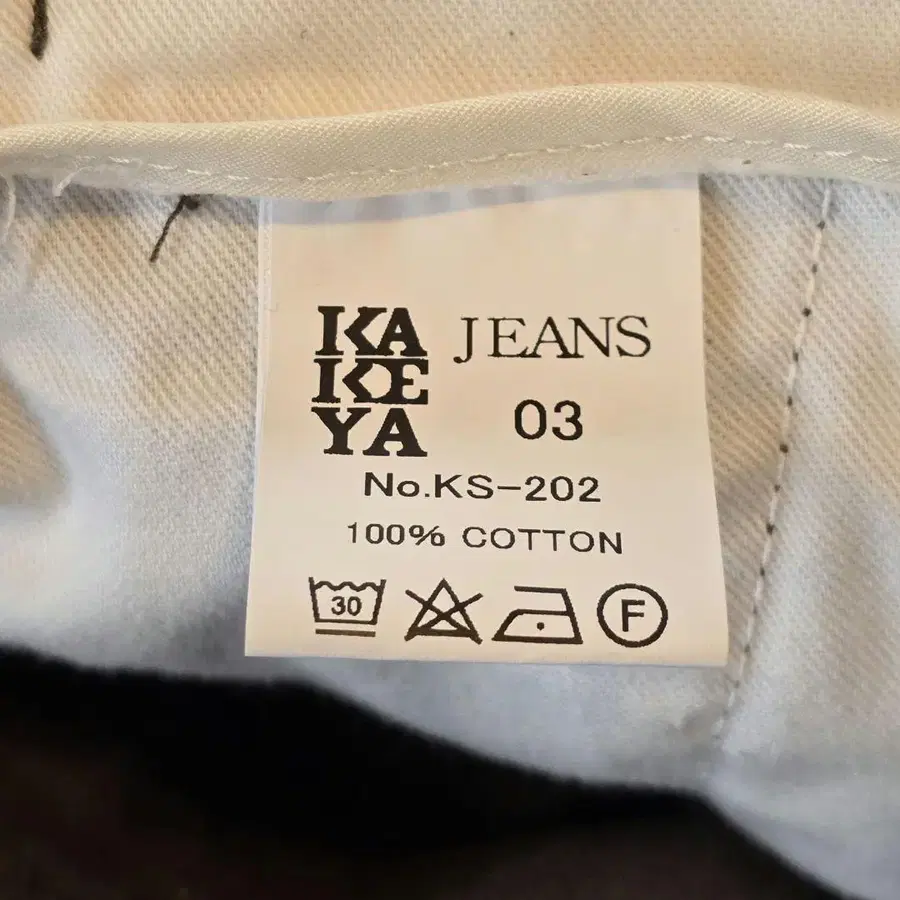 KA
KE
YA
JEANS
03
No.KS-202
100% COTTON
30
F